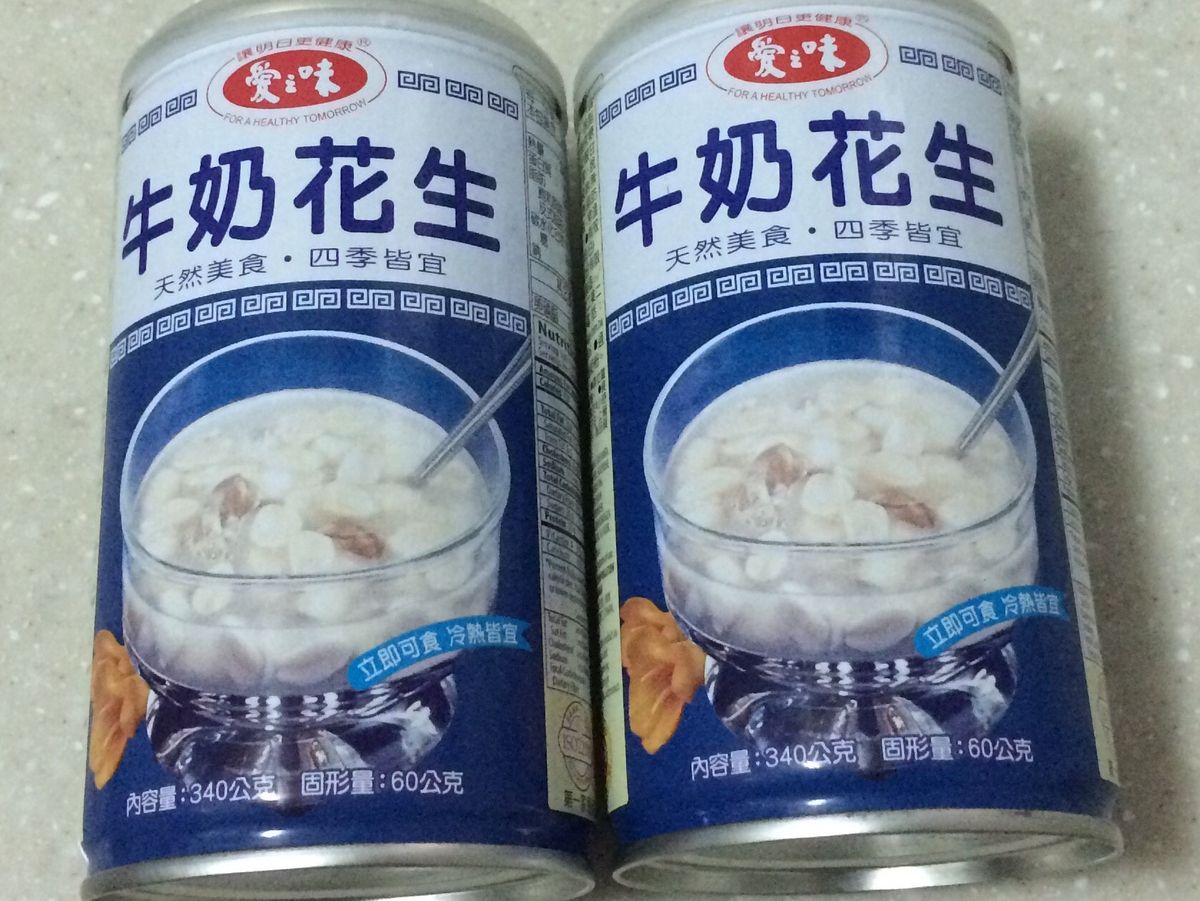 讓明日更健康®
愛之味
FOR A HEALTHY TOMORROW
牛奶花生
天然美食・四季皆宜
立即可食 冷熱皆宜
內容量:340公克 固形量:60公克
Nutri
讓明日更健康®
愛之味
FOR A HEALTHY TOMORROW
牛奶花生
天然美食・四季皆宜
立即可食 冷熱皆宜
內容量:340公克 固形量:60公克